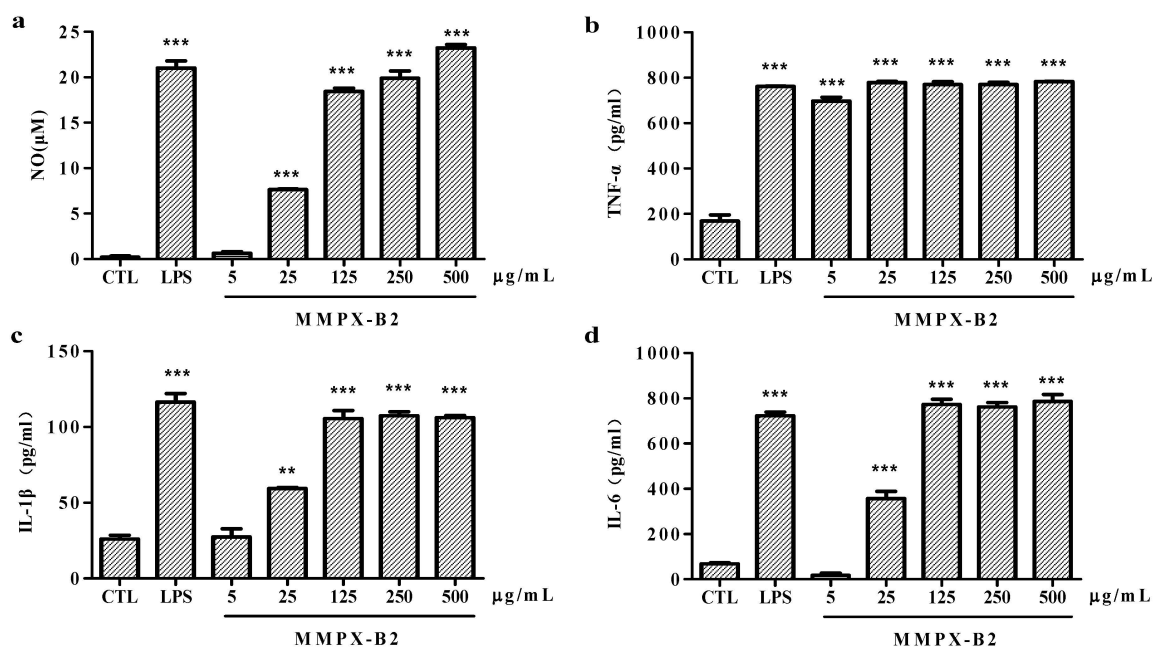 a
NO(μM)
25
20
15
10
5
0
***
***
***
***
***
CTL LPS 5 25 125 250 500 μg/mL
MMPX-B2
b
TNF-α (pg/ml)
1000
800
600
400
200
0
***
***
***
***
***
***
CTL LPS 5 25 125 250 500 μg/mL
MMPX-B2
c
IL-1β (pg/ml)
150
100
50
0
***
**
***
***
***
CTL LPS 5 25 125 250 500 μg/mL
MMPX-B2
d
IL-6 (pg/ml)
1000
800
600
400
200
0
***
***
***
***
***
CTL LPS 5 25 125 250 500 μg/mL
MMPX-B2